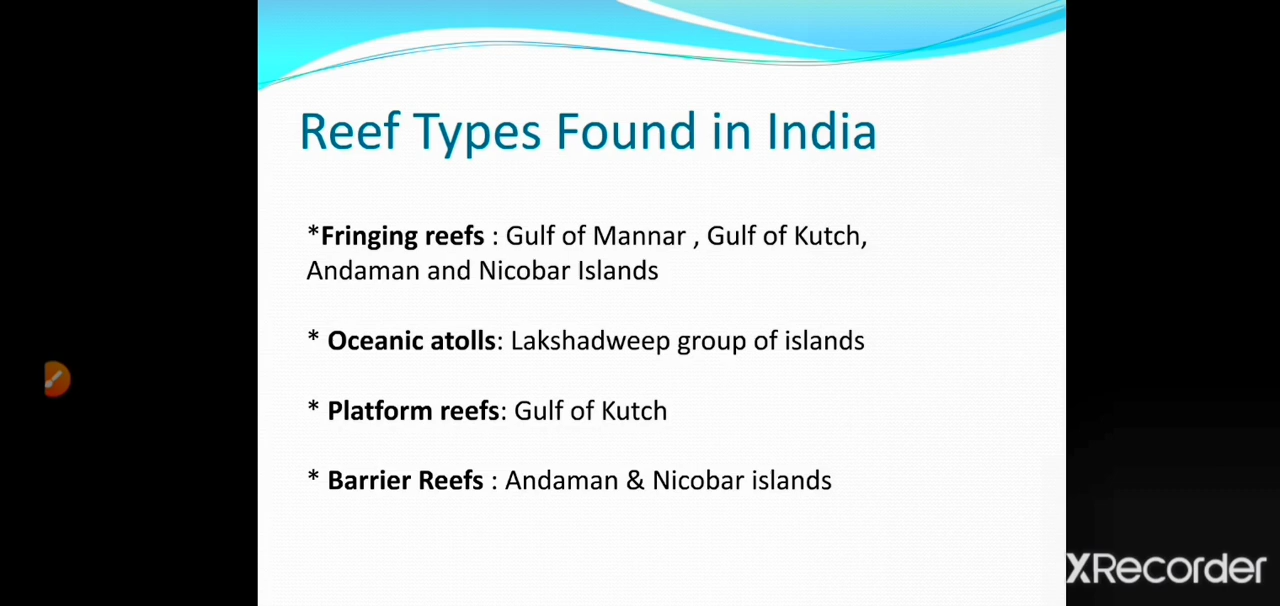 Reef Types Found in India
*Fringing reefs : Gulf of Mannar , Gulf of Kutch,
Andaman and Nicobar Islands
* Oceanic atolls: Lakshadweep group of islands
* Platform reefs: Gulf of Kutch
* Barrier Reefs : Andaman & Nicobar islands
XRecorder